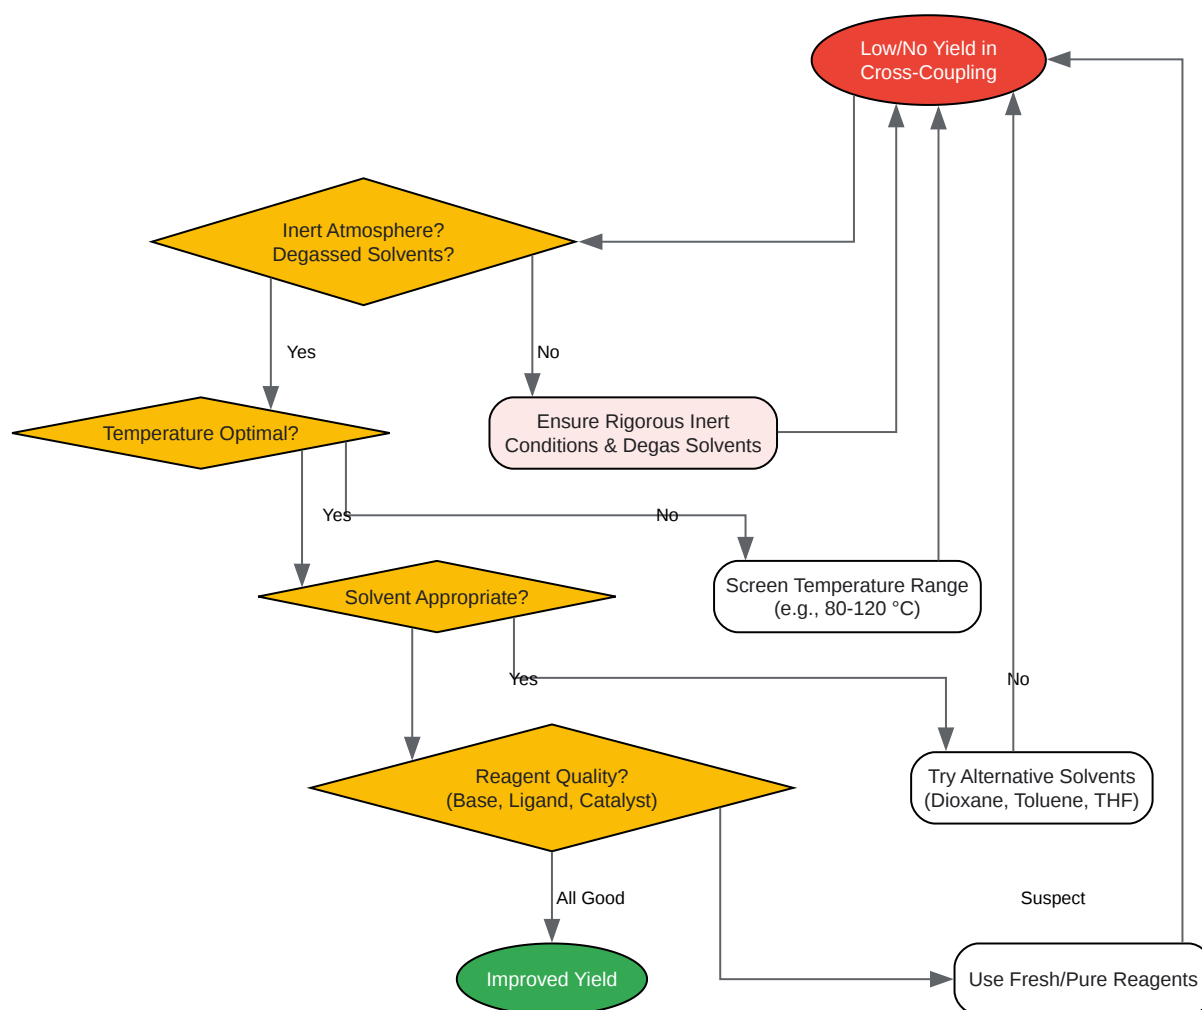 Low/No Yield in
Cross-Coupling
Inert Atmosphere?
Degassed Solvents?
Yes
No
Ensure Rigorous Inert
Conditions & Degas Solvents
Temperature Optimal?
Yes
No
Screen Temperature Range
(e.g., 80-120 °C)
Solvent Appropriate?
Yes
No
Reagent Quality?
(Base, Ligand, Catalyst)
Try Alternative Solvents
(Dioxane, Toluene, THF)
All Good
Suspect
Improved Yield
Use Fresh/Pure Reagents